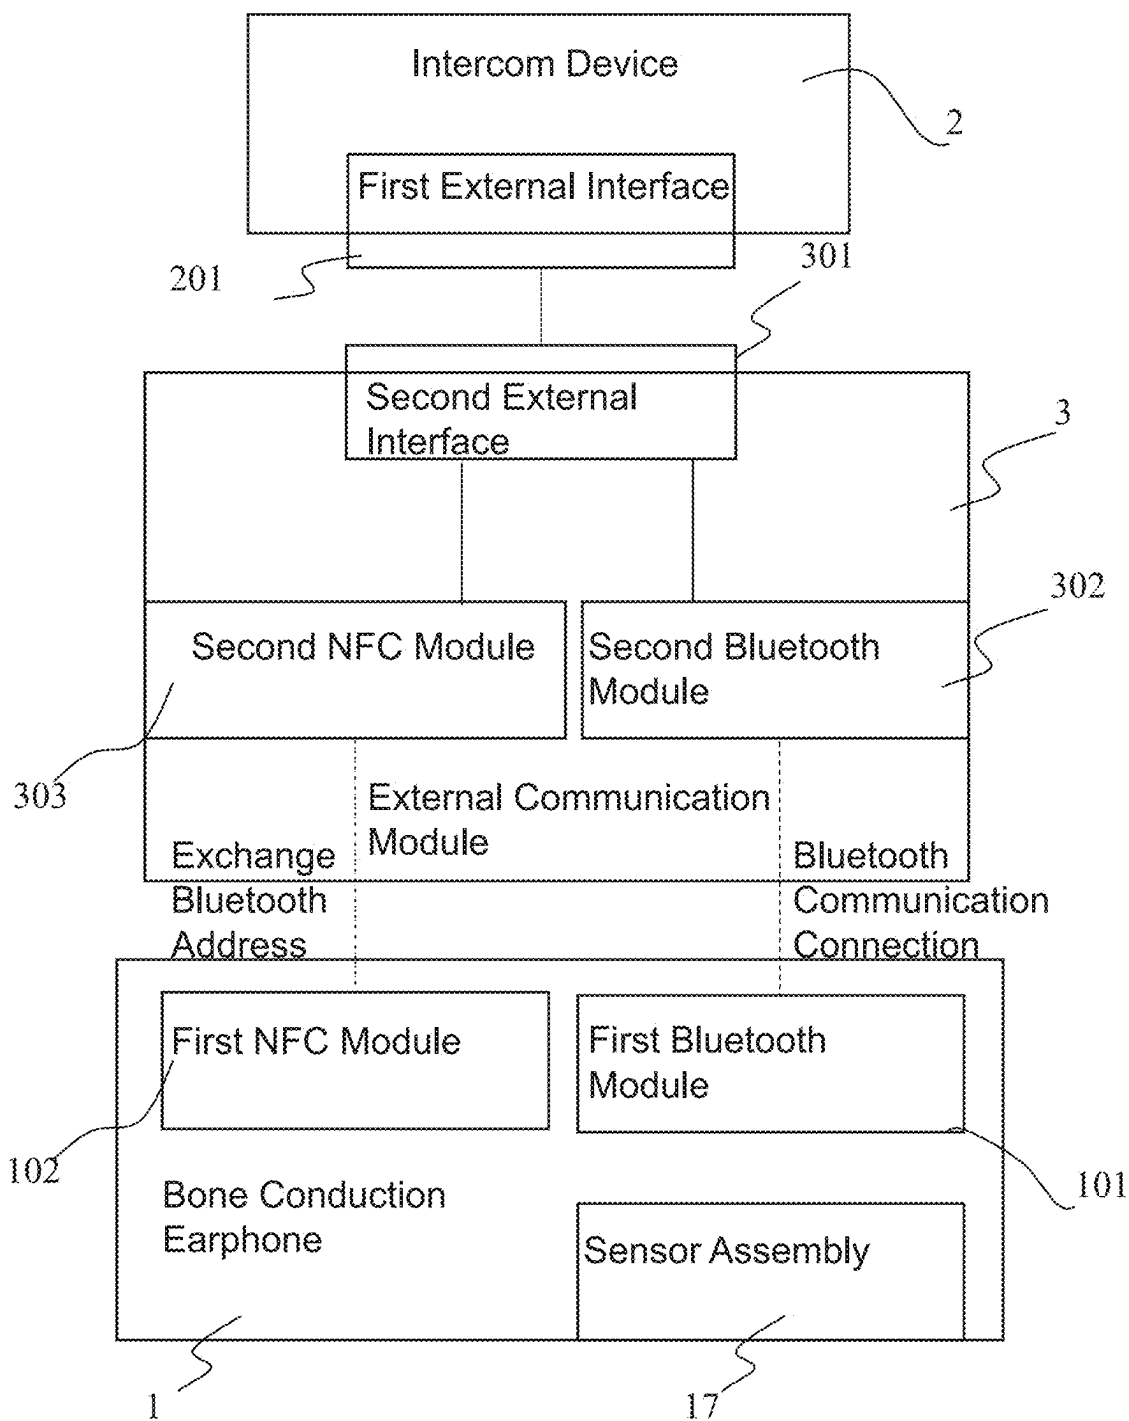 Intercom Device
2
First External Interface
201
301
Second External
Interface
3
302
Second NFC Module
Second Bluetooth
Module
303
External Communication
Module
Exchange
Bluetooth
Address
Bluetooth
Communication
Connection
First NFC Module
First Bluetooth
Module
102
101
Bone Conduction
Earphone
Sensor Assembly
1
17